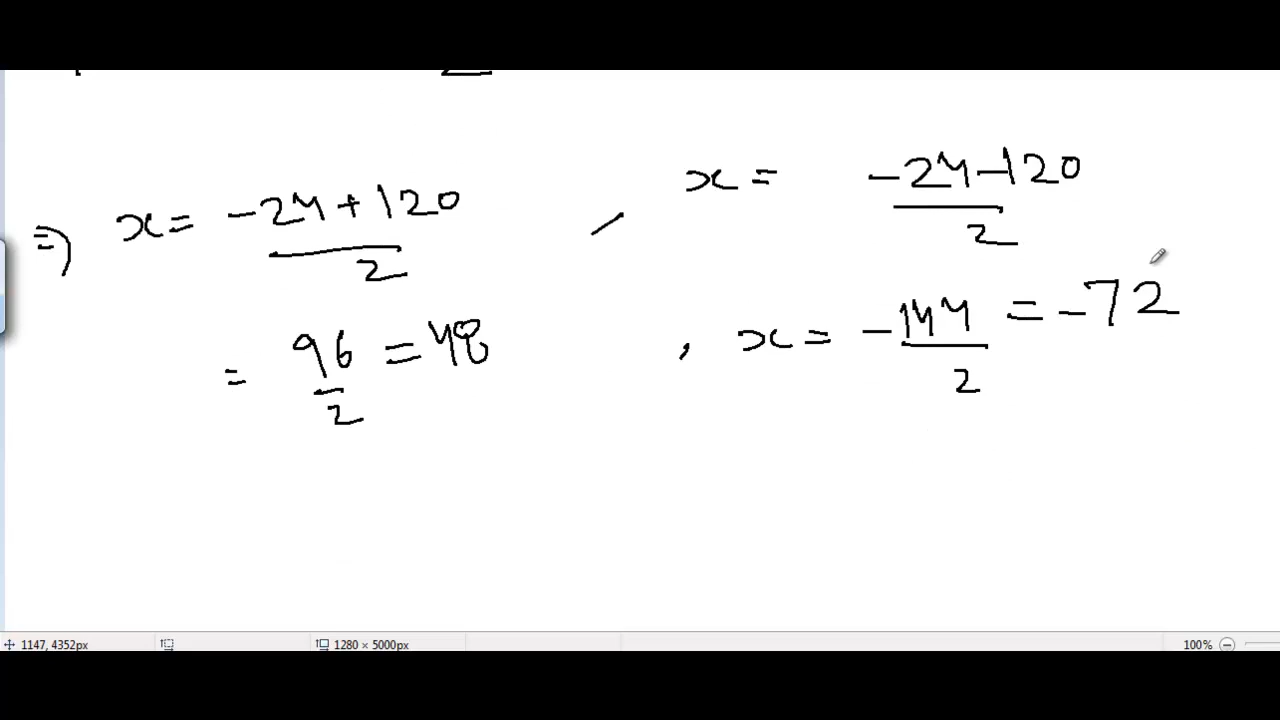 ⇒ x = -24+120 / 2 , x = -24-120 / 2
= 96/2 = 48 , x = -144/2 = -72
1147, 4352px 1280 × 5000px 100%